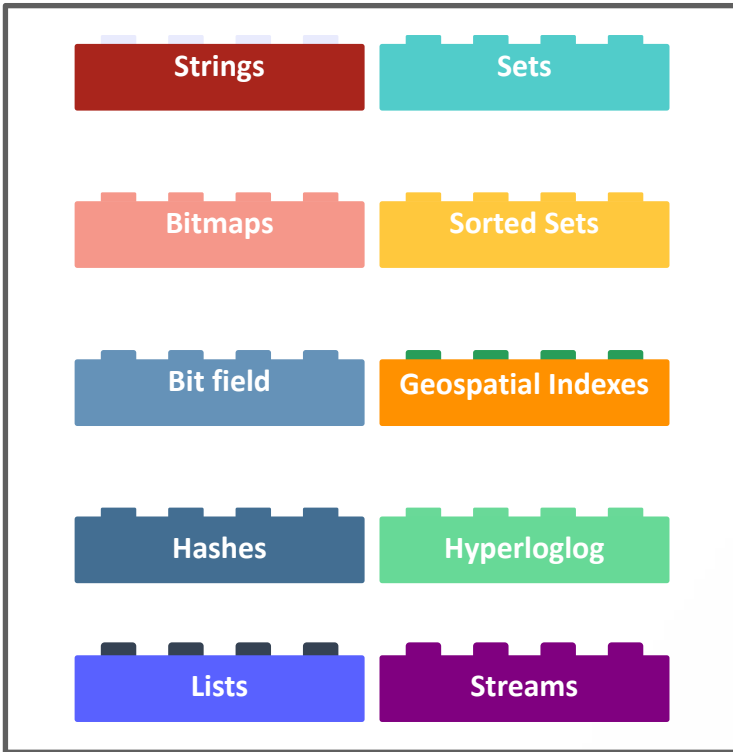 Strings
Sets
Bitmaps
Sorted Sets
Bit field
Geospatial Indexes
Hashes
Hyperloglog
Lists
Streams